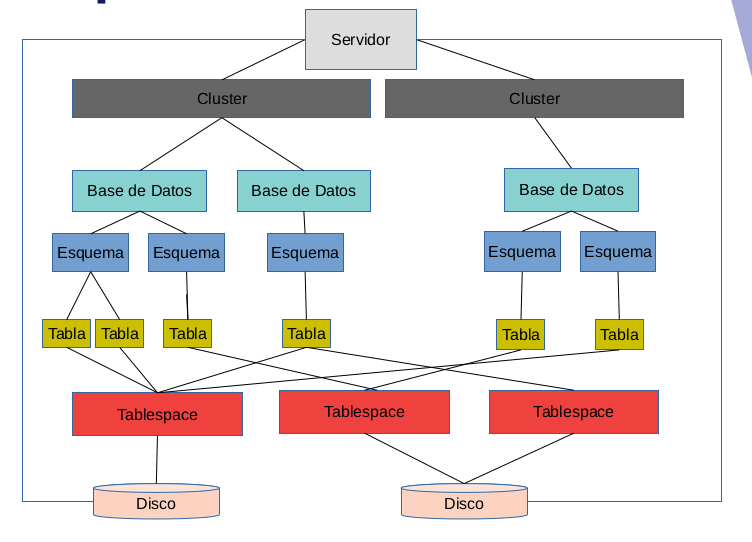 Servidor
Cluster
Cluster
Base de Datos
Base de Datos
Base de Datos
Esquema
Esquema
Esquema
Esquema
Esquema
Tabla
Tabla
Tabla
Tabla
Tabla
Tabla
Tablespace
Tablespace
Tablespace
Disco
Disco